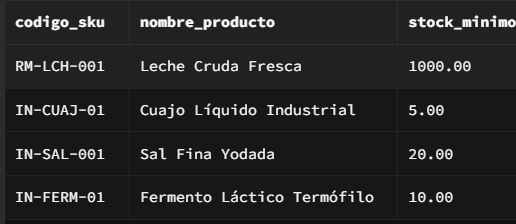 codigo_sku nombre_producto stock_minimo
RM-LCH-001 Leche Cruda Fresca 1000.00
IN-CUAJ-01 Cuajo Líquido Industrial 5.00
IN-SAL-001 Sal Fina Yodada 20.00
IN-FERM-01 Fermento Láctico Termófilo 10.00